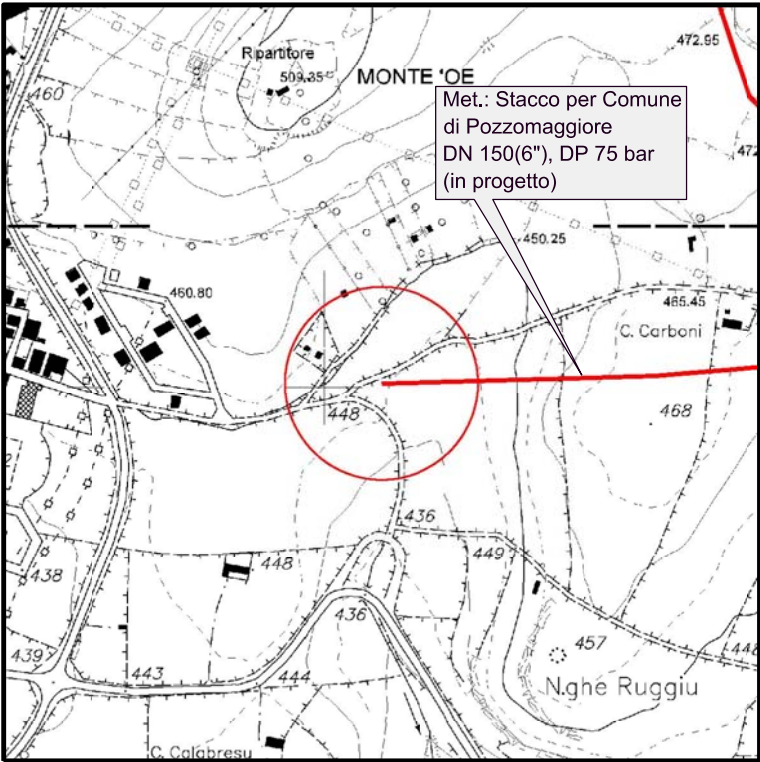 472.95
Ripartitore
509.35
MONTE 'OE
460
Met.: Stacco per Comune
di Pozzomaggiore
DN 150(6"), DP 75 bar
(in progetto)
472
450.25
460.80
465.45
C. Carboni
448
468
436
449
448
438
436
457
448
439
443
444
N.ghe Ruggiu
C. Calabresu